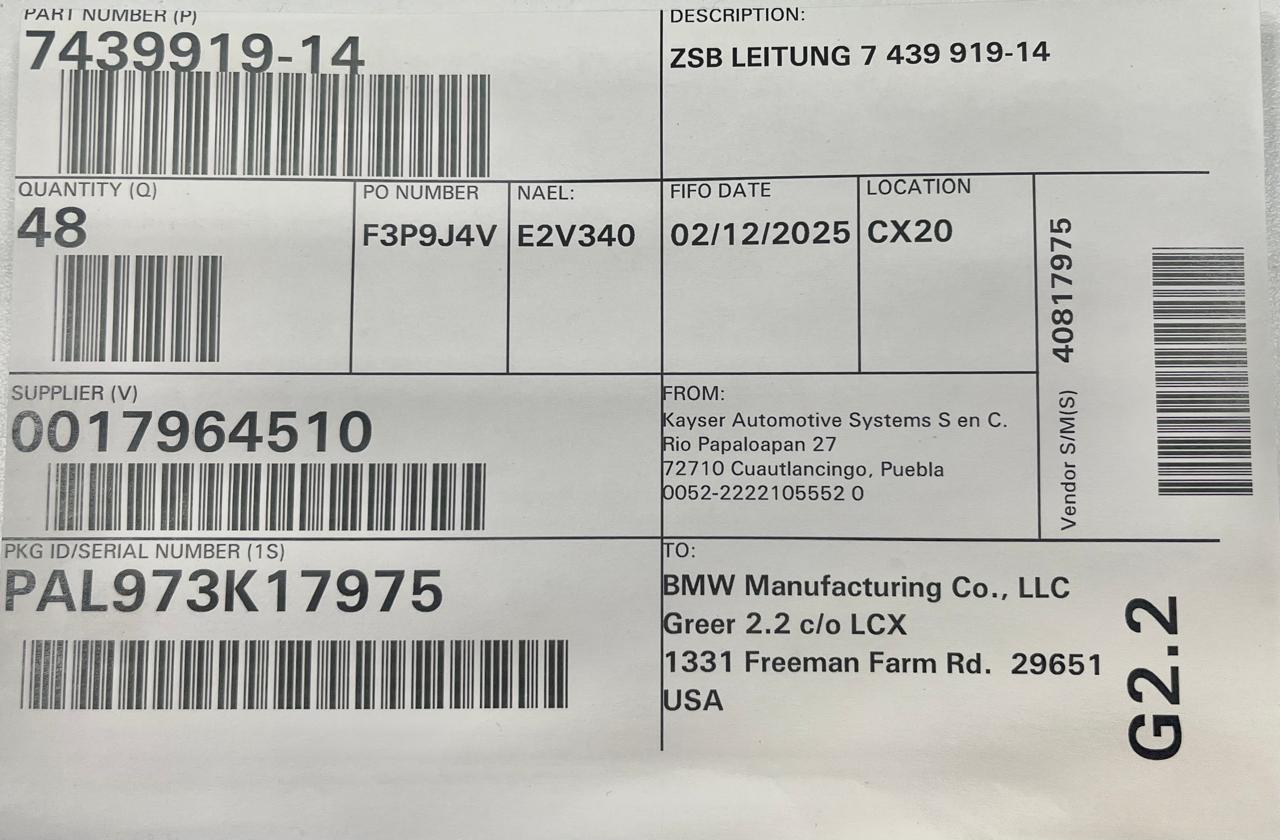 PART NUMBER (P)
7439919-14
DESCRIPTION:
ZSB LEITUNG 7 439 919-14
QUANTITY (Q)
48
PO NUMBER
F3P9J4V
NAEL:
E2V340
FIFO DATE
02/12/2025
LOCATION
CX20
Vendor S/M(S) 40817975
SUPPLIER (V)
0017964510
FROM:
Kayser Automotive Systems S en C.
Rio Papaloapan 27
72710 Cuautlancingo, Puebla
0052-2222105552 0
PKG ID/SERIAL NUMBER (1S)
PAL973K17975
TO:
BMW Manufacturing Co., LLC
Greer 2.2 c/o LCX
1331 Freeman Farm Rd. 29651
USA
G2.2